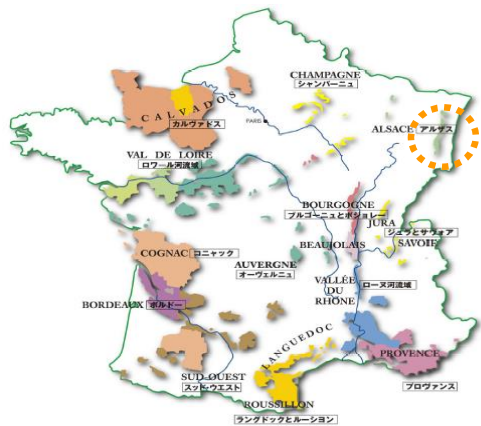 CHAMPAGNE
シャンパーニュ
CALVADOS
カルヴァドス
PARIS
ALSACE アルザス
VAL DE LOIRE
ロワール河流域
BOURGOGNE
ブルゴーニュとボジョレー
JURA
ジュラとサヴォア
SAVOIE
BEAUJOLAIS
COGNAC コニャック
AUVERGNE
オーヴェルニュ
VALLÉE
DU
RHÔNE
ローヌ河流域
BORDEAUX ボルドー
LANGUEDOC
PROVENCE
プロヴァンス
SUD-OUEST
スッド・ウエスト
ROUSSILLON
ラングドックとルーション